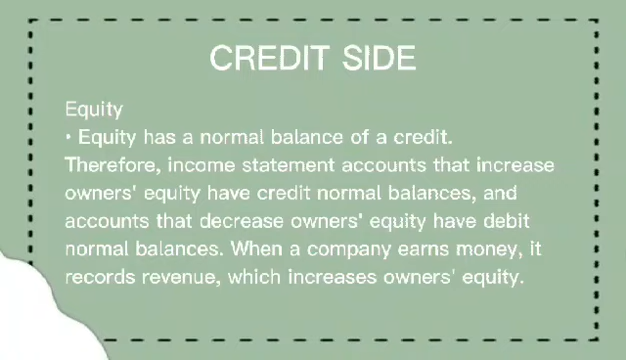 CREDIT SIDE
Equity
• Equity has a normal balance of a credit.
Therefore, income statement accounts that increase
owners' equity have credit normal balances, and
accounts that decrease owners' equity have debit
normal balances. When a company earns money, it
records revenue, which increases owners' equity.